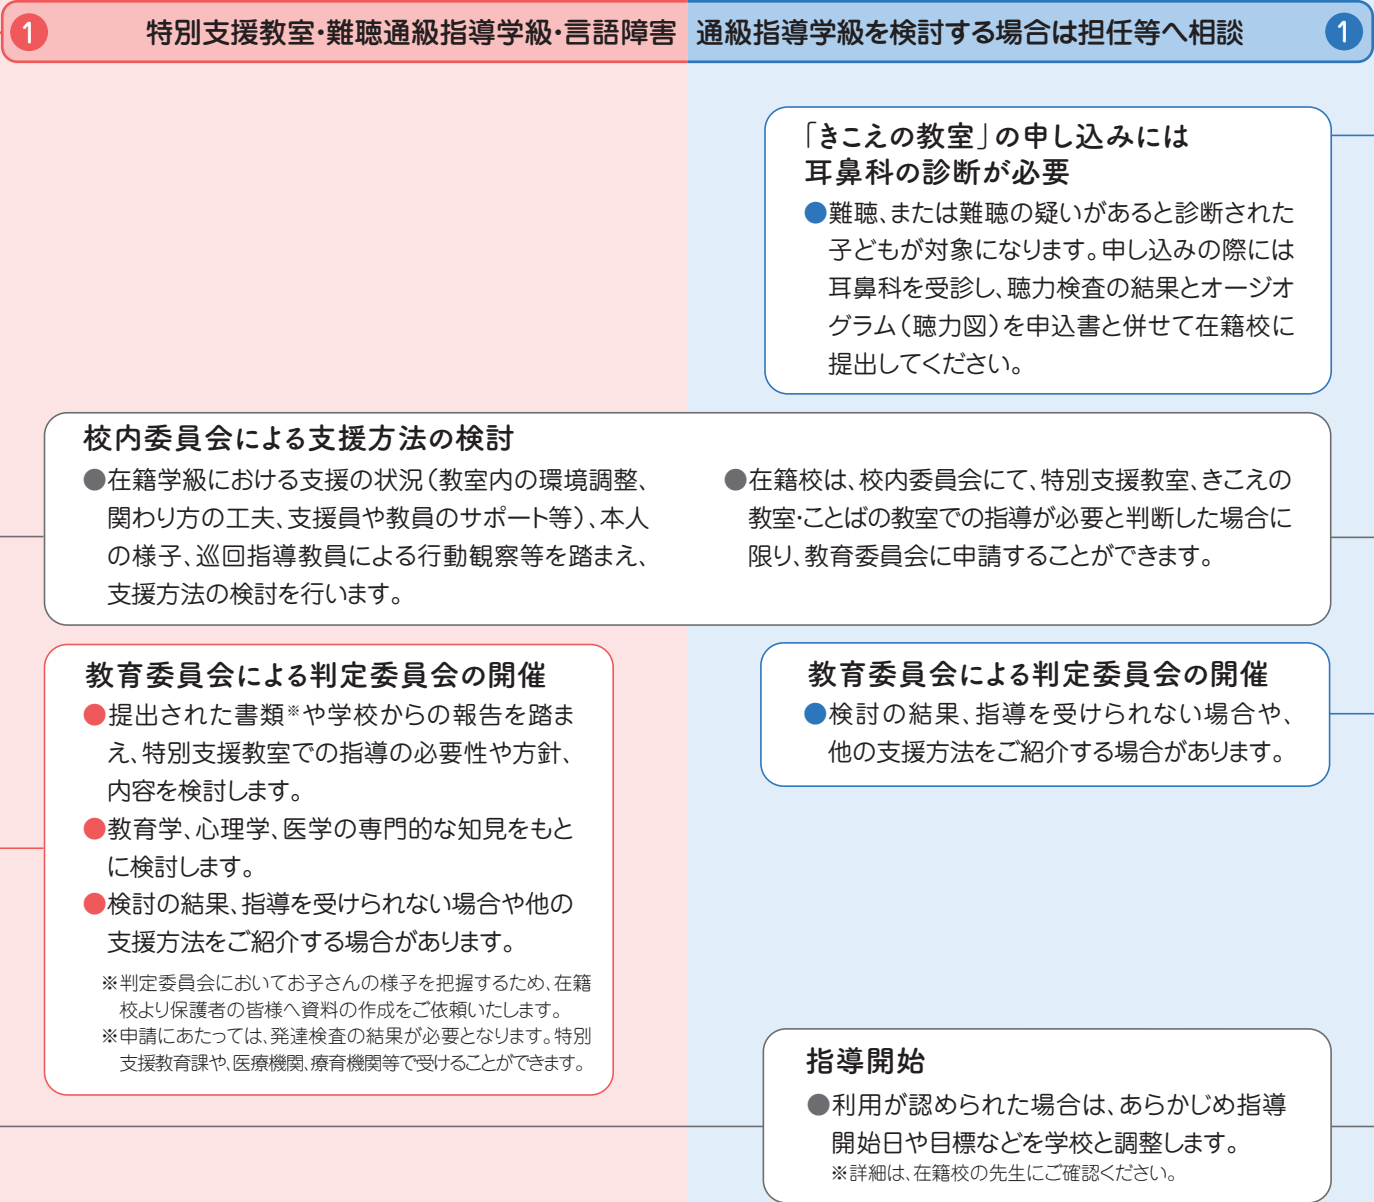 1 特別支援教室・難聴通級指導学級・言語障害 通級指導学級を検討する場合は担任等へ相談 1
「きこえの教室」の申し込みには
耳鼻科の診断が必要
●難聴、または難聴の疑いがあると診断された
子どもが対象になります。申し込みの際には
耳鼻科を受診し、聴力検査の結果とオージオ
グラム(聴力図)を申込書と併せて在籍校に
提出してください。
校内委員会による支援方法の検討
●在籍学級における支援の状況(教室内の環境調整、
関わり方の工夫、支援員や教員のサポート等)、本人
の様子、巡回指導教員による行動観察等を踏まえ、
支援方法の検討を行います。
●在籍校は、校内委員会にて、特別支援教室、きこえの
教室・ことばの教室での指導が必要と判断した場合に
限り、教育委員会に申請することができます。
教育委員会による判定委員会の開催
●提出された書類※や学校からの報告を踏ま
え、特別支援教室での指導の必要性や方針、
内容を検討します。
●教育学、心理学、医学の専門的な知見をもと
に検討します。
●検討の結果、指導を受けられない場合や他の
支援方法をご紹介する場合があります。
※判定委員会においてお子さんの様子を把握するため、在籍
校より保護者の皆様へ資料の作成をご依頼いたします。
※申請にあたっては、発達検査の結果が必要となります。特別
支援教育課や、医療機関、療育機関等で受けることができます。
教育委員会による判定委員会の開催
●検討の結果、指導を受けられない場合や、
他の支援方法をご紹介する場合があります。
指導開始
●利用が認められた場合は、あらかじめ指導
開始日や目標などを学校と調整します。
※詳細は、在籍校の先生にご確認ください。